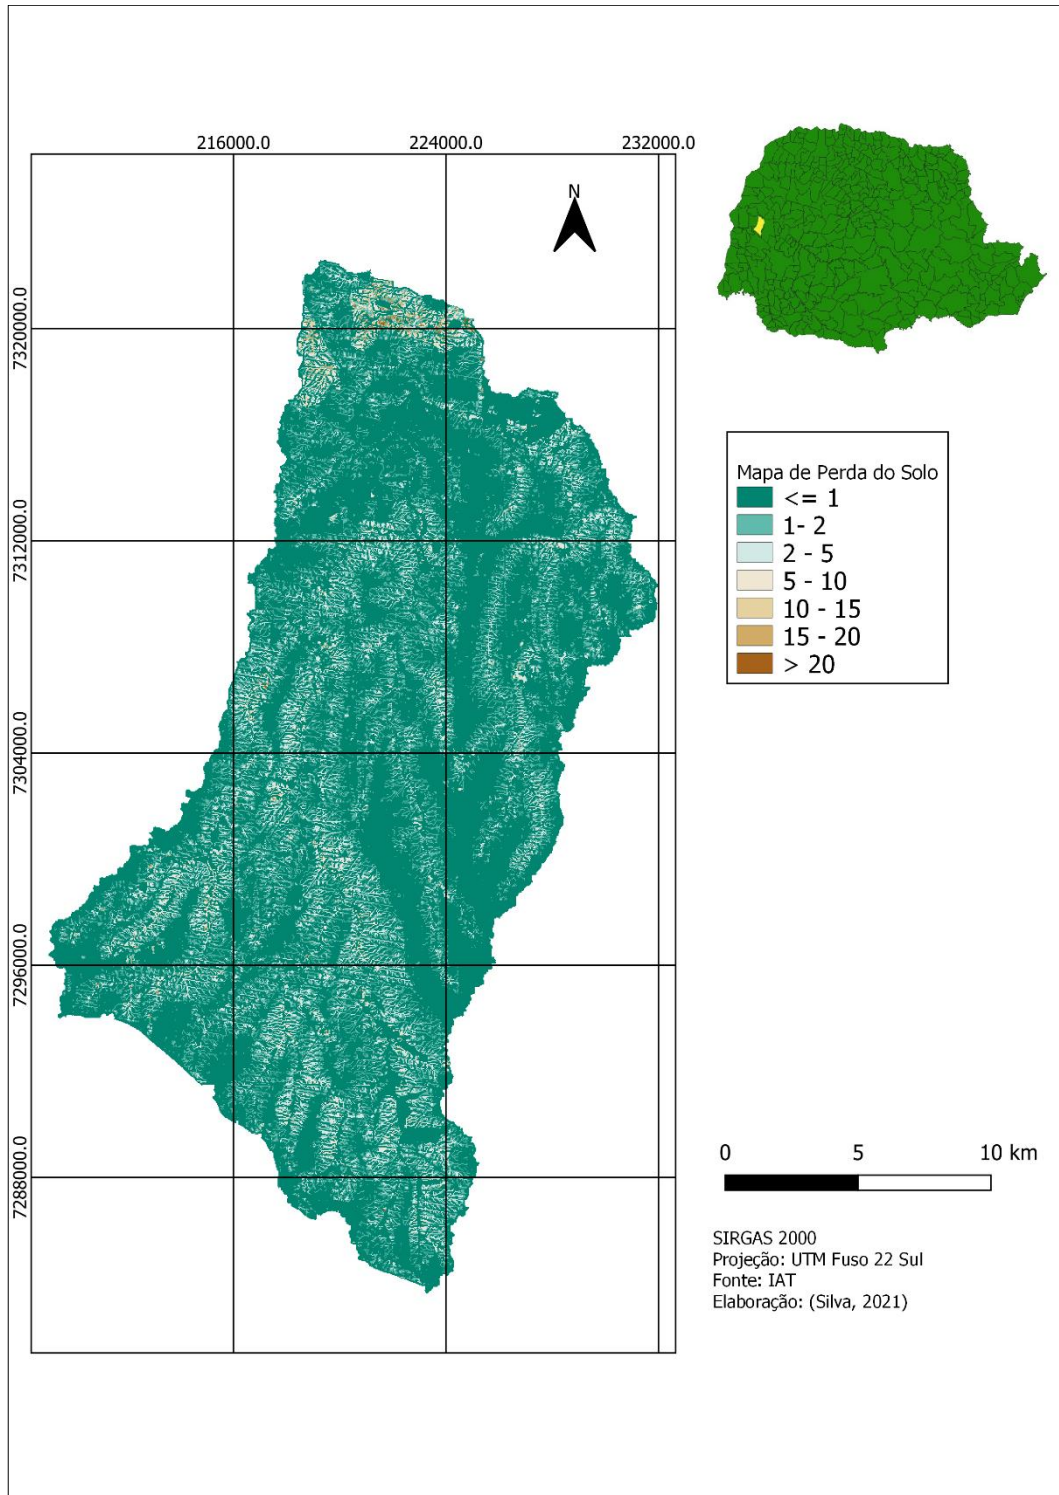 216000.0
224000.0
232000.0
N
7320000.0
7312000.0
7304000.0
7296000.0
7288000.0
Mapa de Perda do Solo
<= 1
1- 2
2 - 5
5 - 10
10 - 15
15 - 20
> 20
0 5 10 km
SIRGAS 2000
Projeção: UTM Fuso 22 Sul
Fonte: IAT
Elaboração: (Silva, 2021)